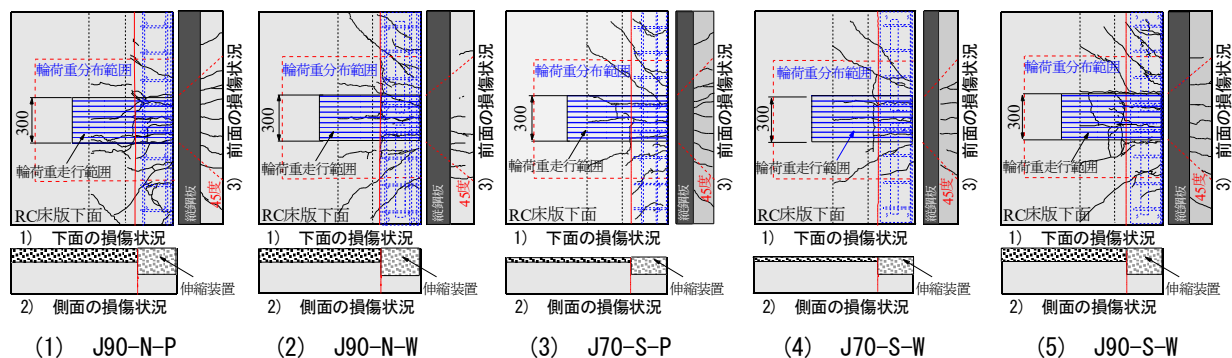 輪荷重分布範囲
300
輪荷重走行範囲
RC床版下面
縦鋼板
45度
3) 前面の損傷状況
1) 下面の損傷状況
伸縮装置
2) 側面の損傷状況
(1) J90-N-P
輪荷重分布範囲
300
輪荷重走行範囲
RC床版下面
縦鋼板
45度
3) 前面の損傷状況
1) 下面の損傷状況
伸縮装置
2) 側面の損傷状況
(2) J90-N-W
輪荷重分布範囲
300
輪荷重走行範囲
RC床版下面
縦鋼板
45度
3) 前面の損傷状況
1) 下面の損傷状況
伸縮装置
2) 側面の損傷状況
(3) J70-S-P
輪荷重分布範囲
300
輪荷重走行範囲
RC床版下面
縦鋼板
45度
3) 前面の損傷状況
1) 下面の損傷状況
伸縮装置
2) 側面の損傷状況
(4) J70-S-W
輪荷重分布範囲
300
輪荷重走行範囲
RC床版下面
縦鋼板
45度
3) 前面の損傷状況
1) 下面の損傷状況
伸縮装置
2) 側面の損傷状況
(5) J90-S-W